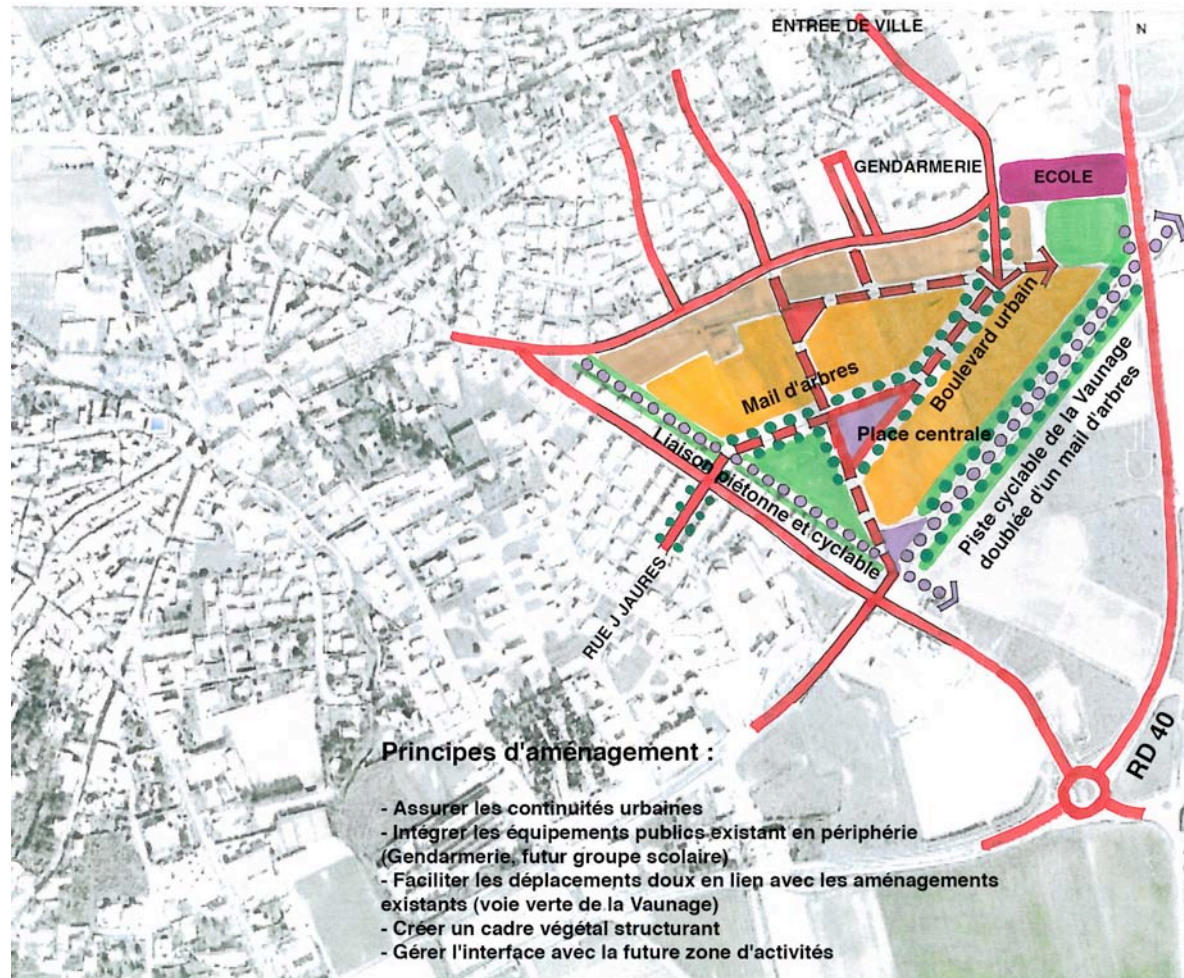 ENTREE DE VILLE
N
GENDARMERIE
ECOLE
Boulevard urbain
Mail d'arbres
Place centrale
Liaison piétonne et cyclable
Piste cyclable de la Vaunage
doublée d'un mail d'arbres
RUE J JAURES
RD 40
Principes d'aménagement :
- Assurer les continuités urbaines
- Intégrer les équipements publics existant en périphérie
(Gendarmerie, futur groupe scolaire)
- Faciliter les déplacements doux en lien avec les aménagements
existants (voie verte de la Vaunage)
- Créer un cadre végétal structurant
- Gérer l'interface avec la future zone d'activités